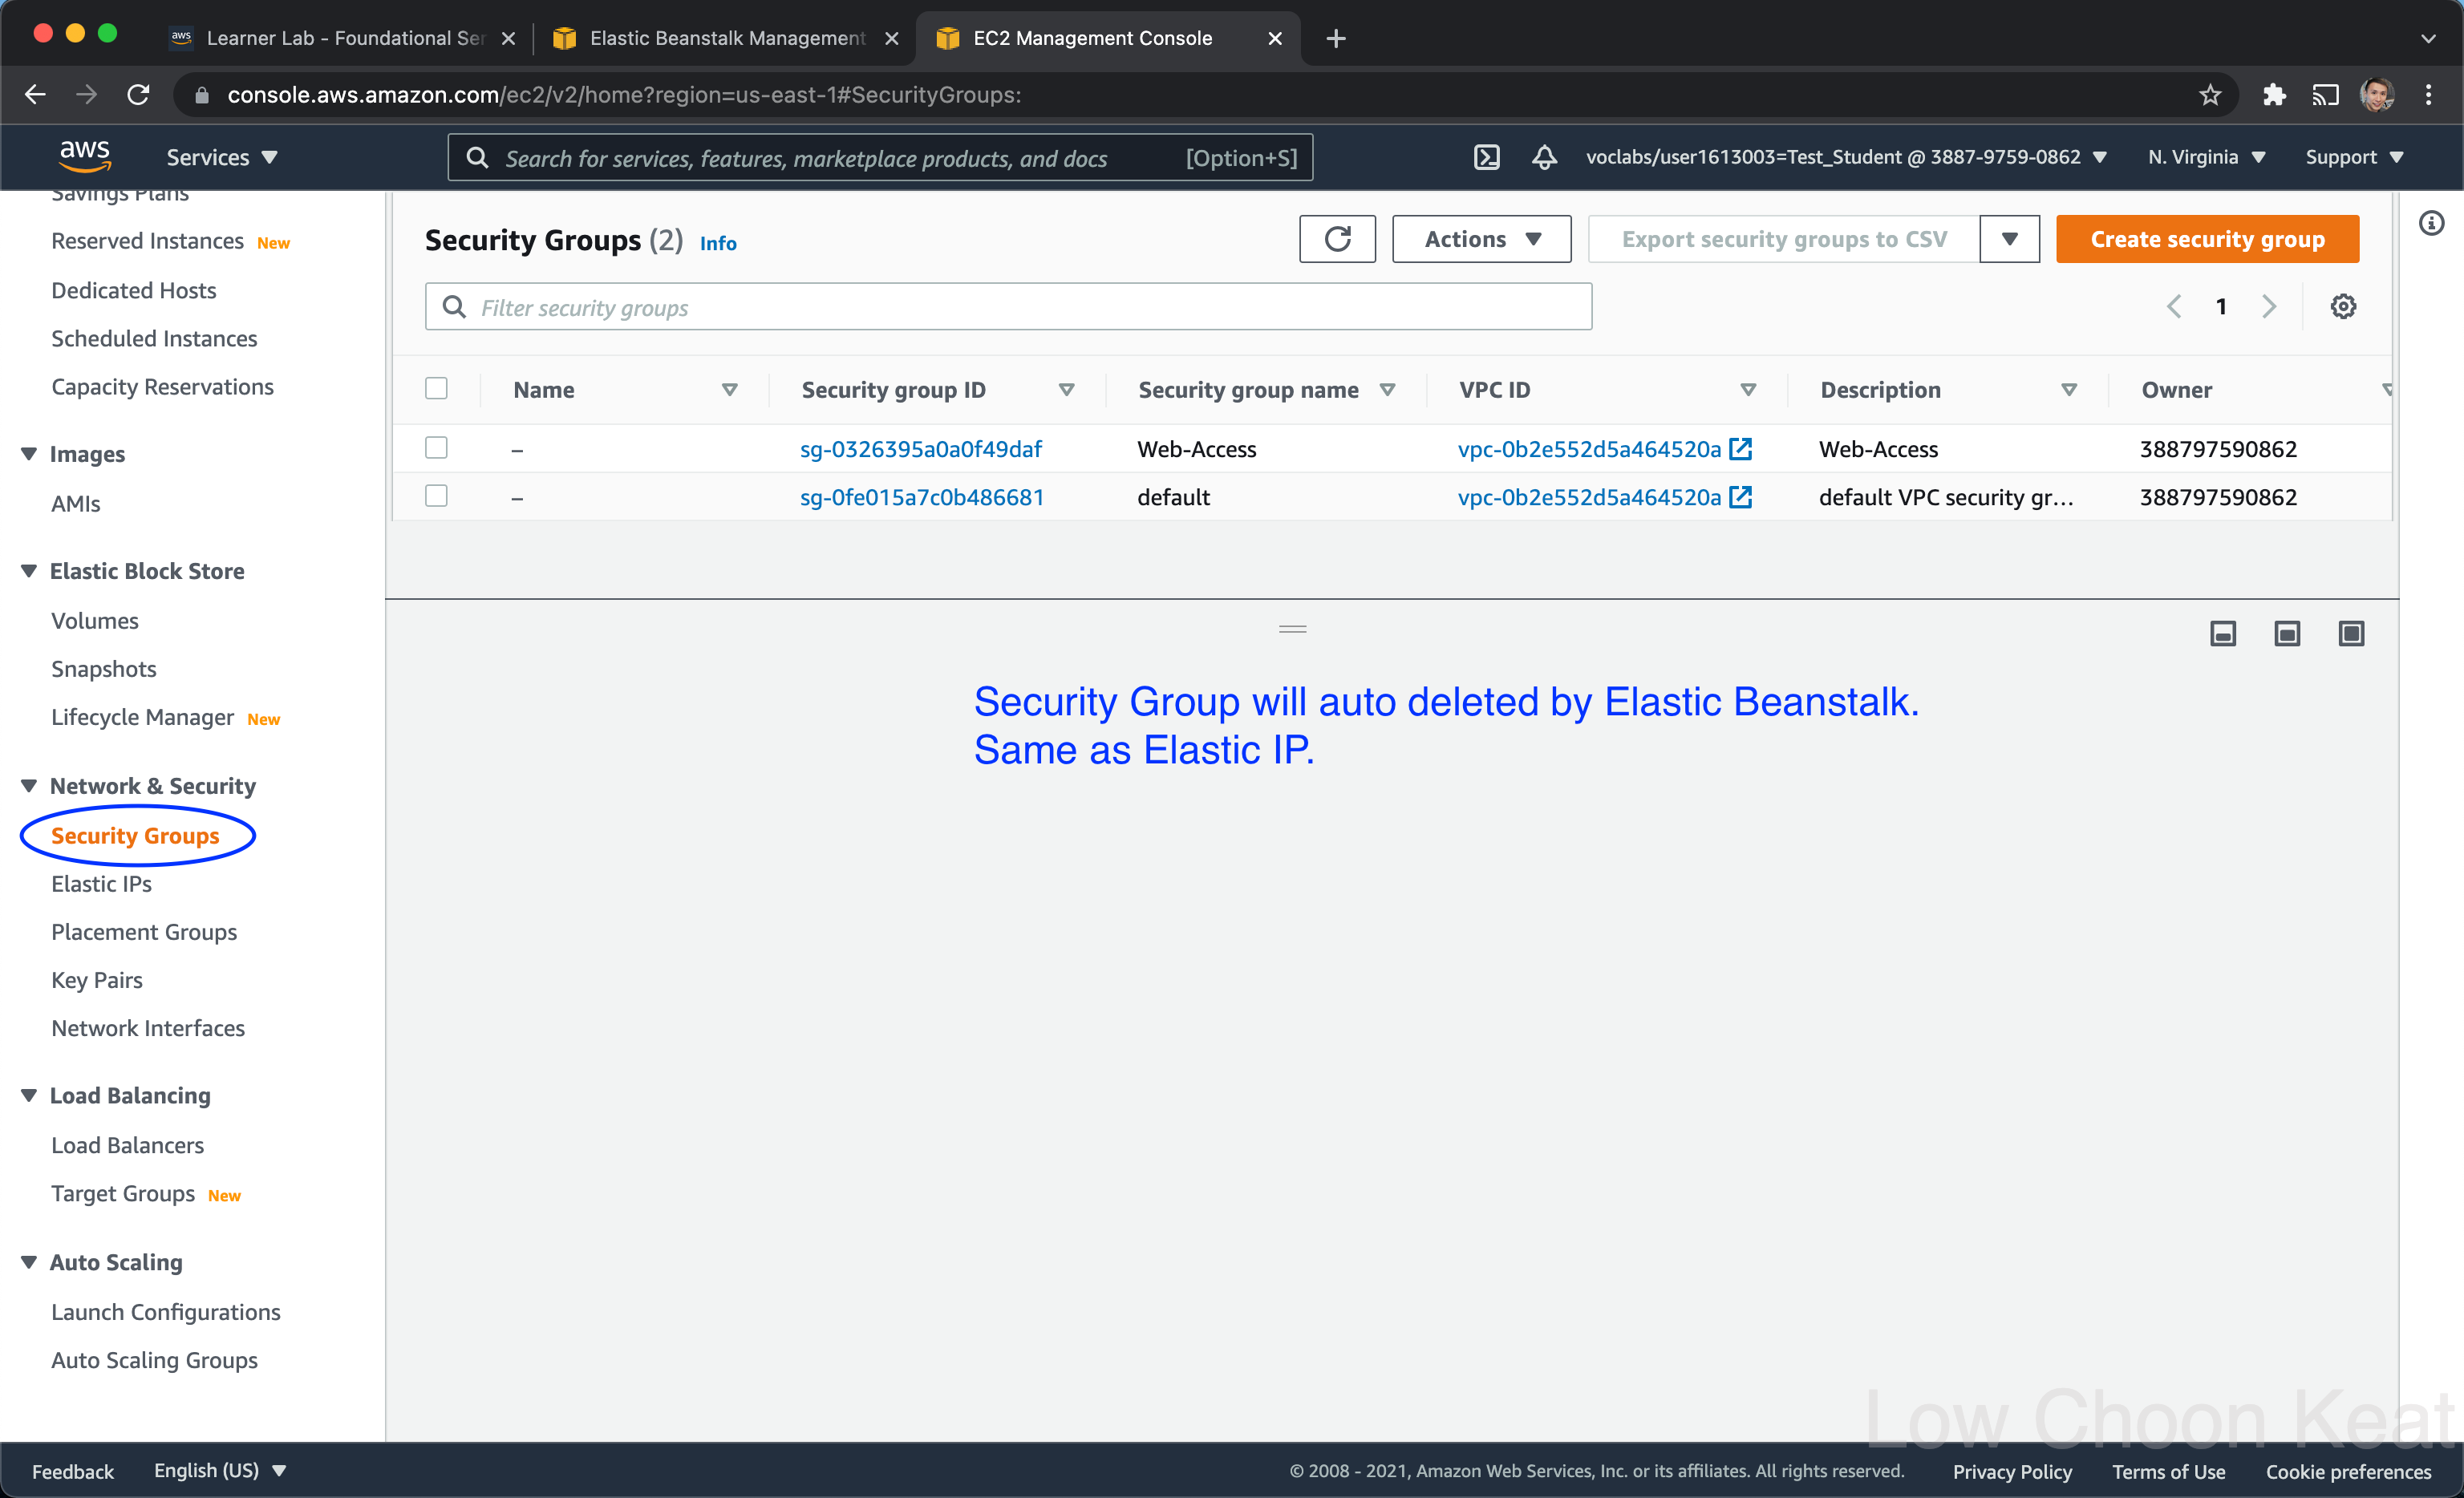 aws Learner Lab - Foundational Ser
Elastic Beanstalk Management
EC2 Management Console
console.aws.amazon.com/ec2/v2/home?region=us-east-1#SecurityGroups:
aws Services
Search for services, features, marketplace products, and docs [Option+S]
voclabs/user1613003=Test_Student @ 3887-9759-0862 N. Virginia Support
Savings Plans
Reserved Instances New
Dedicated Hosts
Scheduled Instances
Capacity Reservations
Images
AMIs
Elastic Block Store
Volumes
Snapshots
Lifecycle Manager New
Network & Security
Security Groups
Elastic IPs
Placement Groups
Key Pairs
Network Interfaces
Load Balancing
Load Balancers
Target Groups New
Auto Scaling
Launch Configurations
Auto Scaling Groups
Security Groups (2) Info
Actions
Export security groups to CSV
Create security group
Filter security groups
1
Name Security group ID Security group name VPC ID Description Owner
– sg-0326395a0a0f49daf Web-Access vpc-0b2e552d5a464520a Web-Access 388797590862
– sg-0fe015a7c0b486681 default vpc-0b2e552d5a464520a default VPC security gr... 388797590862
Security Group will auto deleted by Elastic Beanstalk.
Same as Elastic IP.
Low Choon Keat
Feedback English (US)
© 2008 - 2021, Amazon Web Services, Inc. or its affiliates. All rights reserved. Privacy Policy Terms of Use Cookie preferences